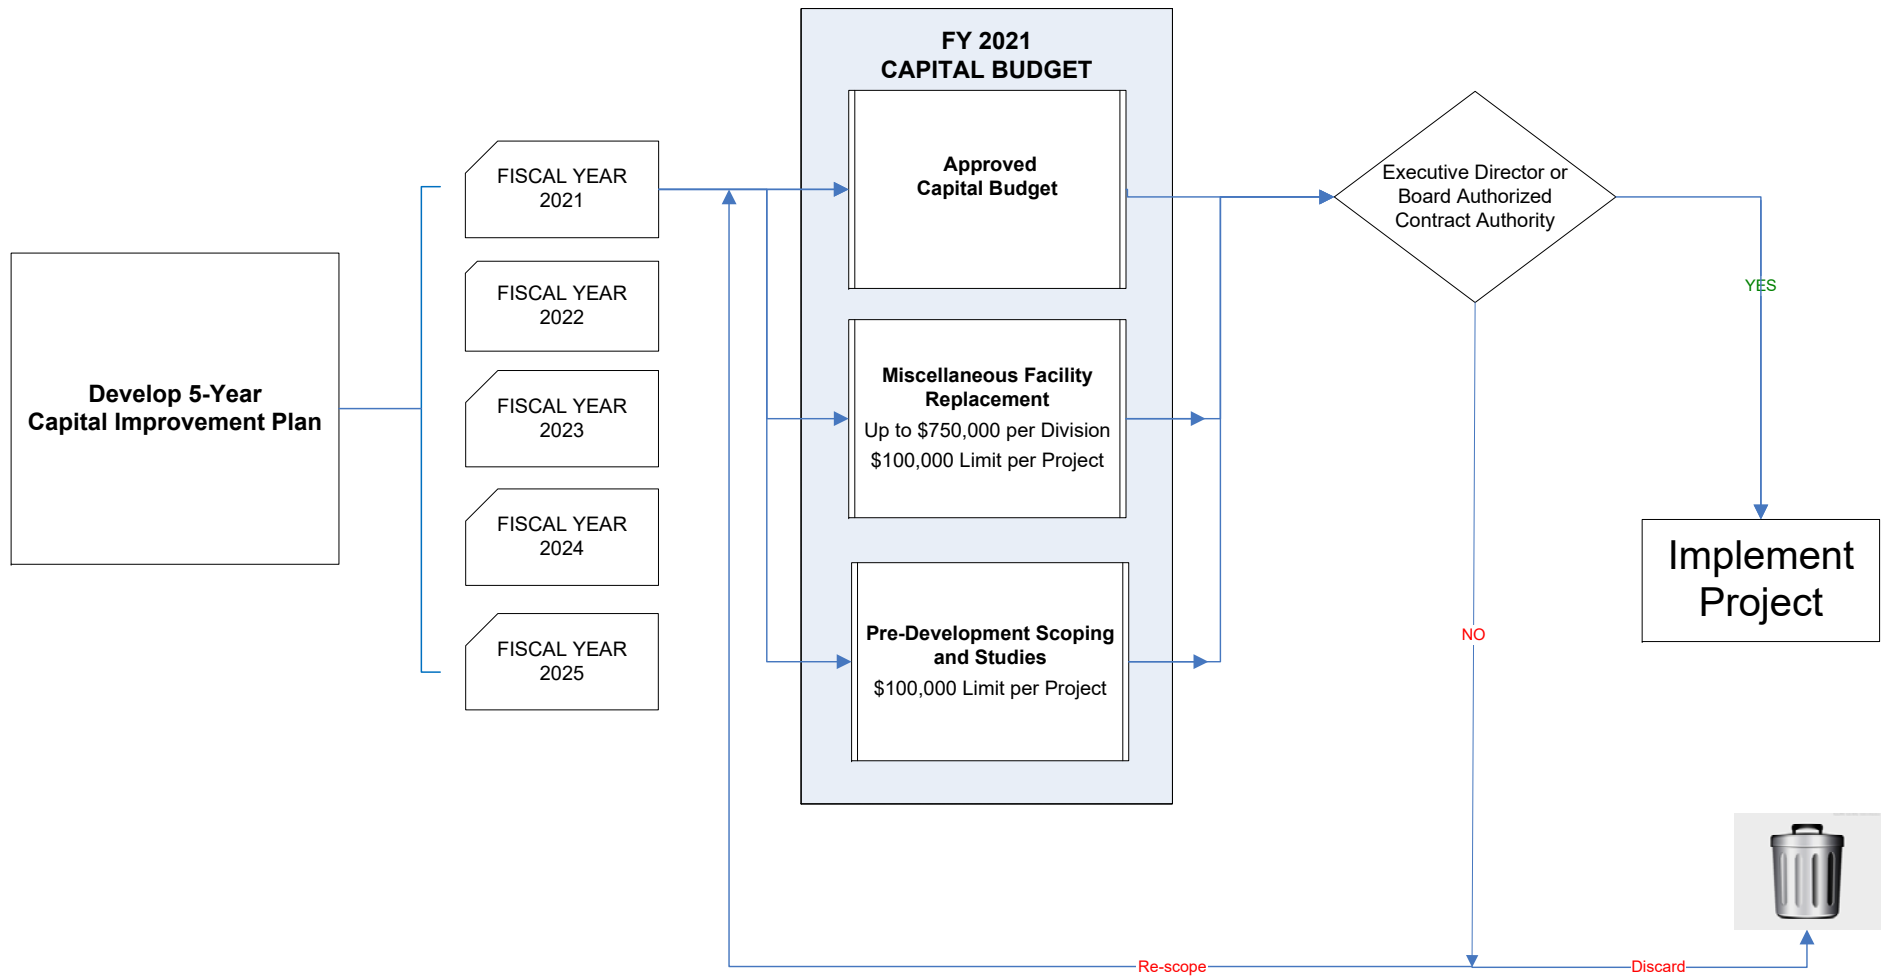 Develop 5-Year
Capital Improvement Plan
FISCAL YEAR
2021
FISCAL YEAR
2022
FISCAL YEAR
2023
FISCAL YEAR
2024
FISCAL YEAR
2025
FY 2021
CAPITAL BUDGET
Approved
Capital Budget
Miscellaneous Facility
Replacement
Up to $750,000 per Division
$100,000 Limit per Project
Pre-Development Scoping
and Studies
$100,000 Limit per Project
Executive Director or
Board Authorized
Contract Authority
YES
NO
Implement
Project
Re-scope
Discard